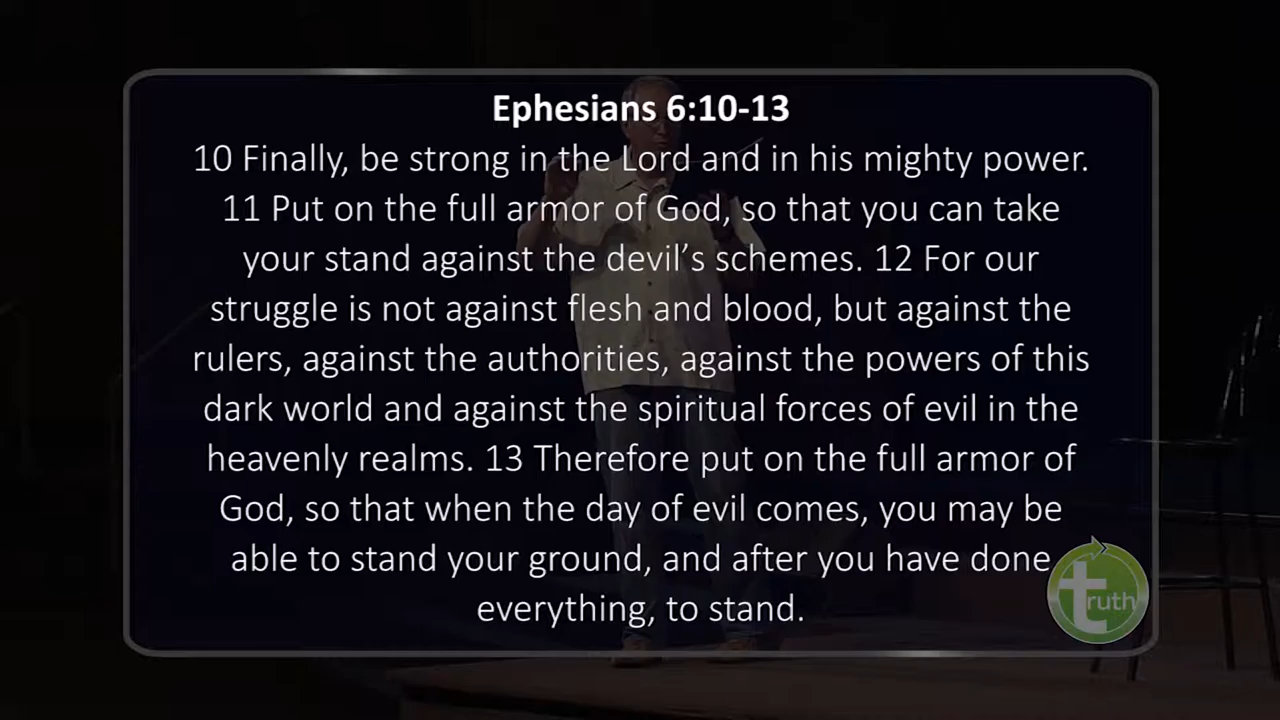 Ephesians 6:10-13
10 Finally, be strong in the Lord and in his mighty power.
11 Put on the full armor of God, so that you can take
your stand against the devil’s schemes. 12 For our
struggle is not against flesh and blood, but against the
rulers, against the authorities, against the powers of this
dark world and against the spiritual forces of evil in the
heavenly realms. 13 Therefore put on the full armor of
God, so that when the day of evil comes, you may be
able to stand your ground, and after you have done
everything, to stand.
truth